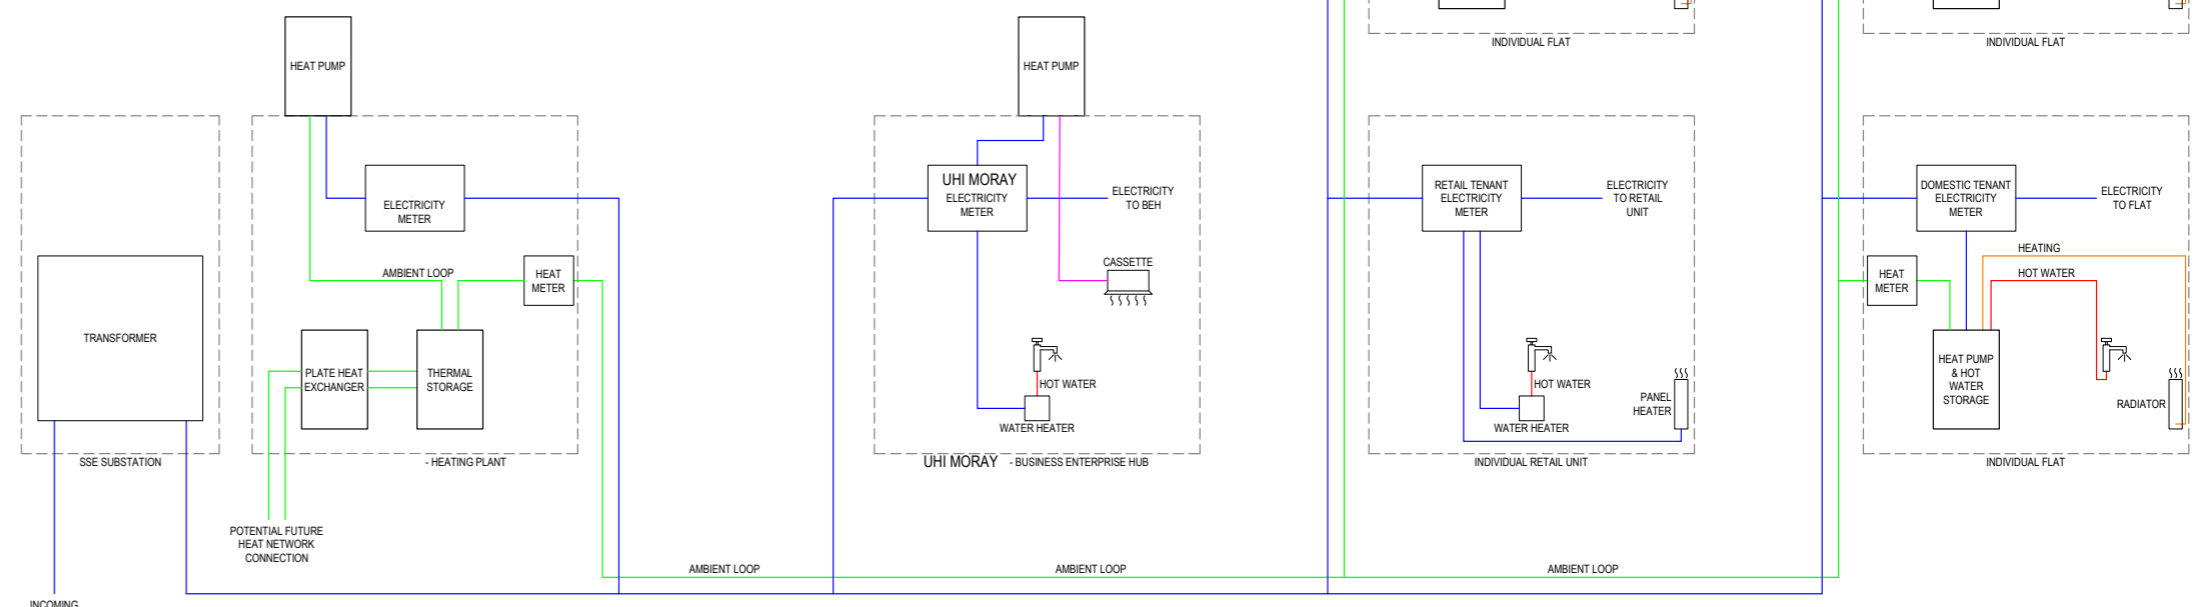 INDIVIDUAL FLAT
INDIVIDUAL FLAT
HEAT PUMP
HEAT PUMP
ELECTRICITY
METER
UHI MORAY
ELECTRICITY
METER
ELECTRICITY
TO BEH
RETAIL TENANT
ELECTRICITY
METER
ELECTRICITY
TO RETAIL
UNIT
DOMESTIC TENANT
ELECTRICITY
METER
ELECTRICITY
TO FLAT
HEATING
AMBIENT LOOP
HEAT
METER
CASSETTE
HEAT
METER
HOT WATER
TRANSFORMER
PLATE HEAT
EXCHANGER
THERMAL
STORAGE
HOT WATER
WATER HEATER
HOT WATER
WATER HEATER
PANEL
HEATER
HEAT PUMP
& HOT
WATER
STORAGE
RADIATOR
SSE SUBSTATION
- HEATING PLANT
UHI MORAY - BUSINESS ENTERPRISE HUB
INDIVIDUAL RETAIL UNIT
INDIVIDUAL FLAT
POTENTIAL FUTURE
HEAT NETWORK
CONNECTION
AMBIENT LOOP
AMBIENT LOOP
AMBIENT LOOP
INCOMING